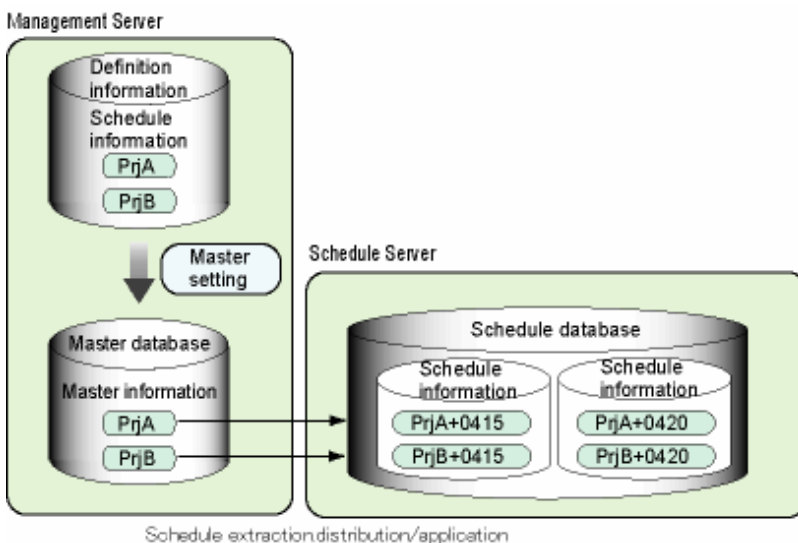 Management Server
Definition
information
Schedule
information
PrjA
PrjB
Master
setting
Master database
Master information
PrjA
PrjB
Schedule Server
Schedule database
Schedule
information
PrjA+0415
PrjB+0415
Schedule
information
PrjA+0420
PrjB+0420
Schedule extraction.distribution/application